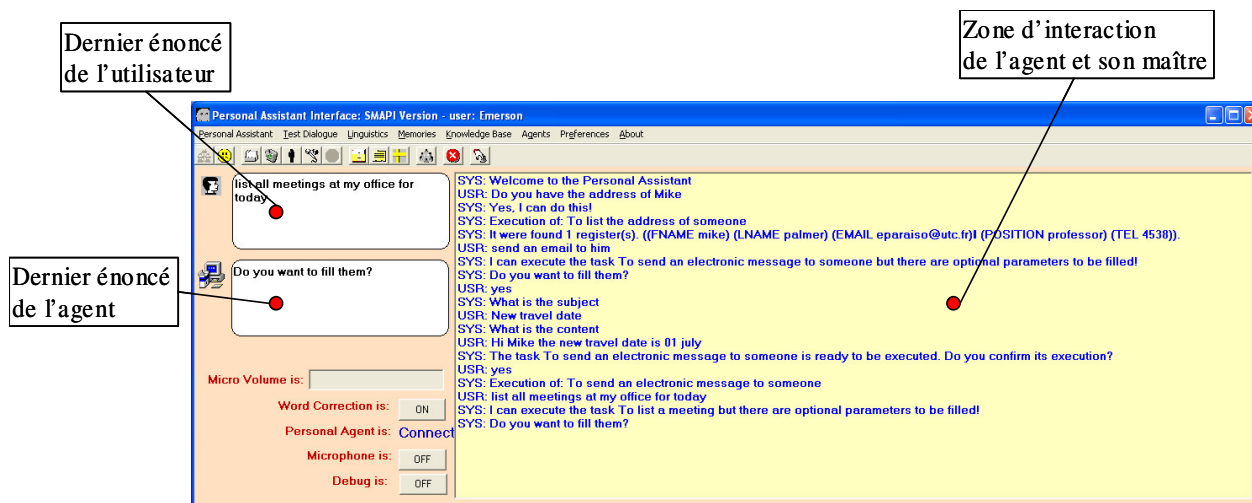 Dernier énoncé
de l'utilisateur
Zone d'interaction
de l'agent et son maître
Personal Assistant Interface: SMAPI Version - user: Emerson
Personal Assistant Test Dialogue Linguistics Memories Knowledge Base Agents Preferences About
list all meetings at my office for
today
Dernier énoncé
de l'agent
Do you want to fill them?
Micro Volume is:
Word Correction is: ON
Personal Agent is: Connect
Microphone is: OFF
Debug is: OFF
SYS: Welcome to the Personal Assistant
USR: Do you have the address of Mike
SYS: Yes, I can do this!
SYS: Execution of: To list the address of someone
SYS: It were found 1 register(s). ((FNAME mike) (LNAME palmer) (EMAIL eparaiso@utc.fr)I (POSITION professor) (TEL 4538)).
USR: send an email to him
SYS: I can execute the task To send an electronic message to someone but there are optional parameters to be filled!
SYS: Do you want to fill them?
USR: yes
SYS: What is the subject
USR: New travel date
SYS: What is the content
USR: Hi Mike the new travel date is 01 july
SYS: The task To send an electronic message to someone is ready to be executed. Do you confirm its execution?
USR: yes
SYS: Execution of: To send an electronic message to someone
USR: list all meetings at my office for today
SYS: I can execute the task To list a meeting but there are optional parameters to be filled!
SYS: Do you want to fill them?